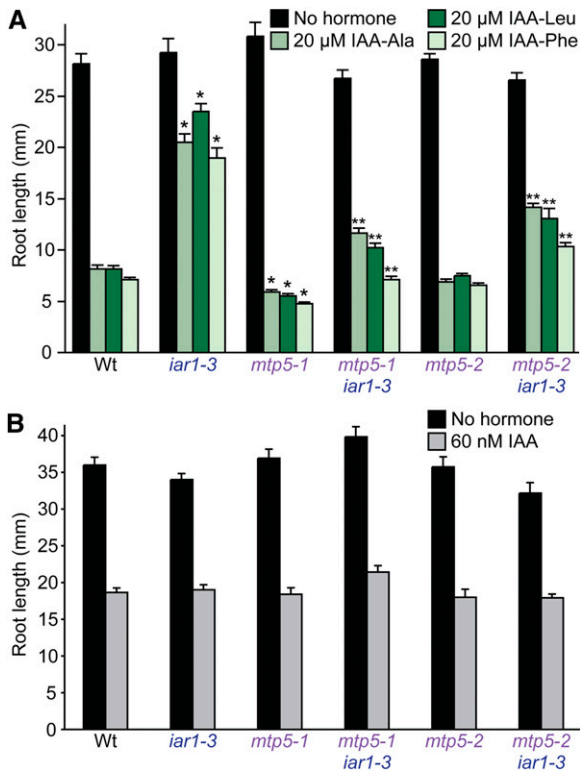 A
No hormone
20 µM IAA-Leu
20 µM IAA-Ala
20 µM IAA-Phe
Root length (mm)
30
25
20
15
10
5
0
* * *
* * *
** ** **
** ** **
Wt
iar1-3
mtp5-1
mtp5-1 iar1-3
mtp5-2
mtp5-2 iar1-3
B
No hormone
60 nM IAA
Root length (mm)
40
35
30
25
20
15
10
5
0
Wt
iar1-3
mtp5-1
mtp5-1 iar1-3
mtp5-2
mtp5-2 iar1-3